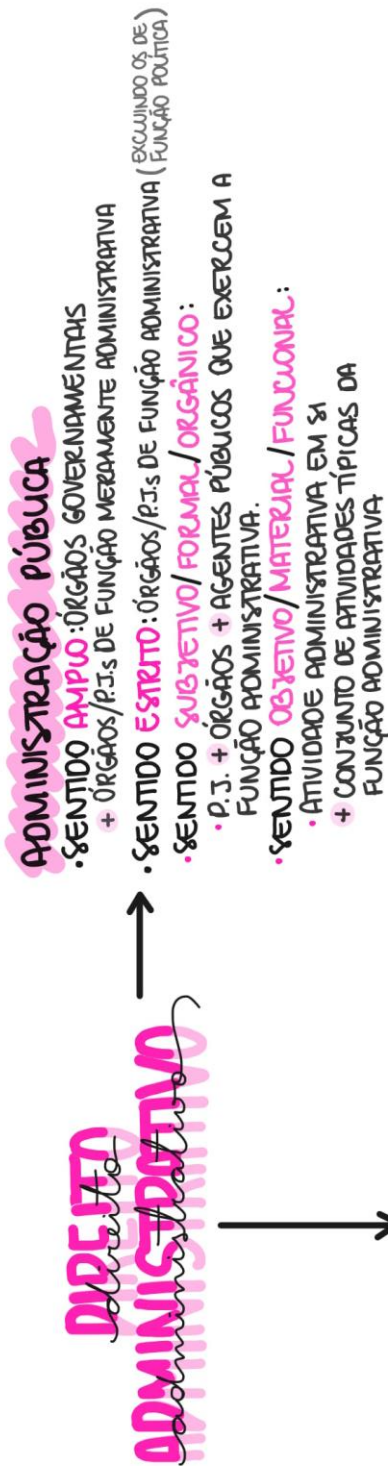 DIREITO
direito
ADMINISTRATIVO
administrativo
ADMINISTRAÇÃO PÚBLICA
•SENTIDO AMPLO: ÓRGÃOS GOVERNAMENTAIS
+ ÓRGÃOS/P.J.s DE FUNÇÃO MERAMENTE ADMINISTRATIVA
•SENTIDO ESTRITO: ÓRGÃOS/P.J.s DE FUNÇÃO ADMINISTRATIVA (EXCLUINDO OS DE
FUNÇÃO POLÍTICA)
•SENTIDO SUBJETIVO/FORMAL/ORGÂNICO:
• P.J. + ÓRGÃOS + AGENTES PÚBLICOS QUE EXERCEM A
FUNÇÃO ADMINISTRATIVA.
•SENTIDO OBJETIVO/MATERIAL/FUNCIONAL:
• ATIVIDADE ADMINISTRATIVA EM SI
+ CONJUNTO DE ATIVIDADES TÍPICAS DA
FUNÇÃO ADMINISTRATIVA